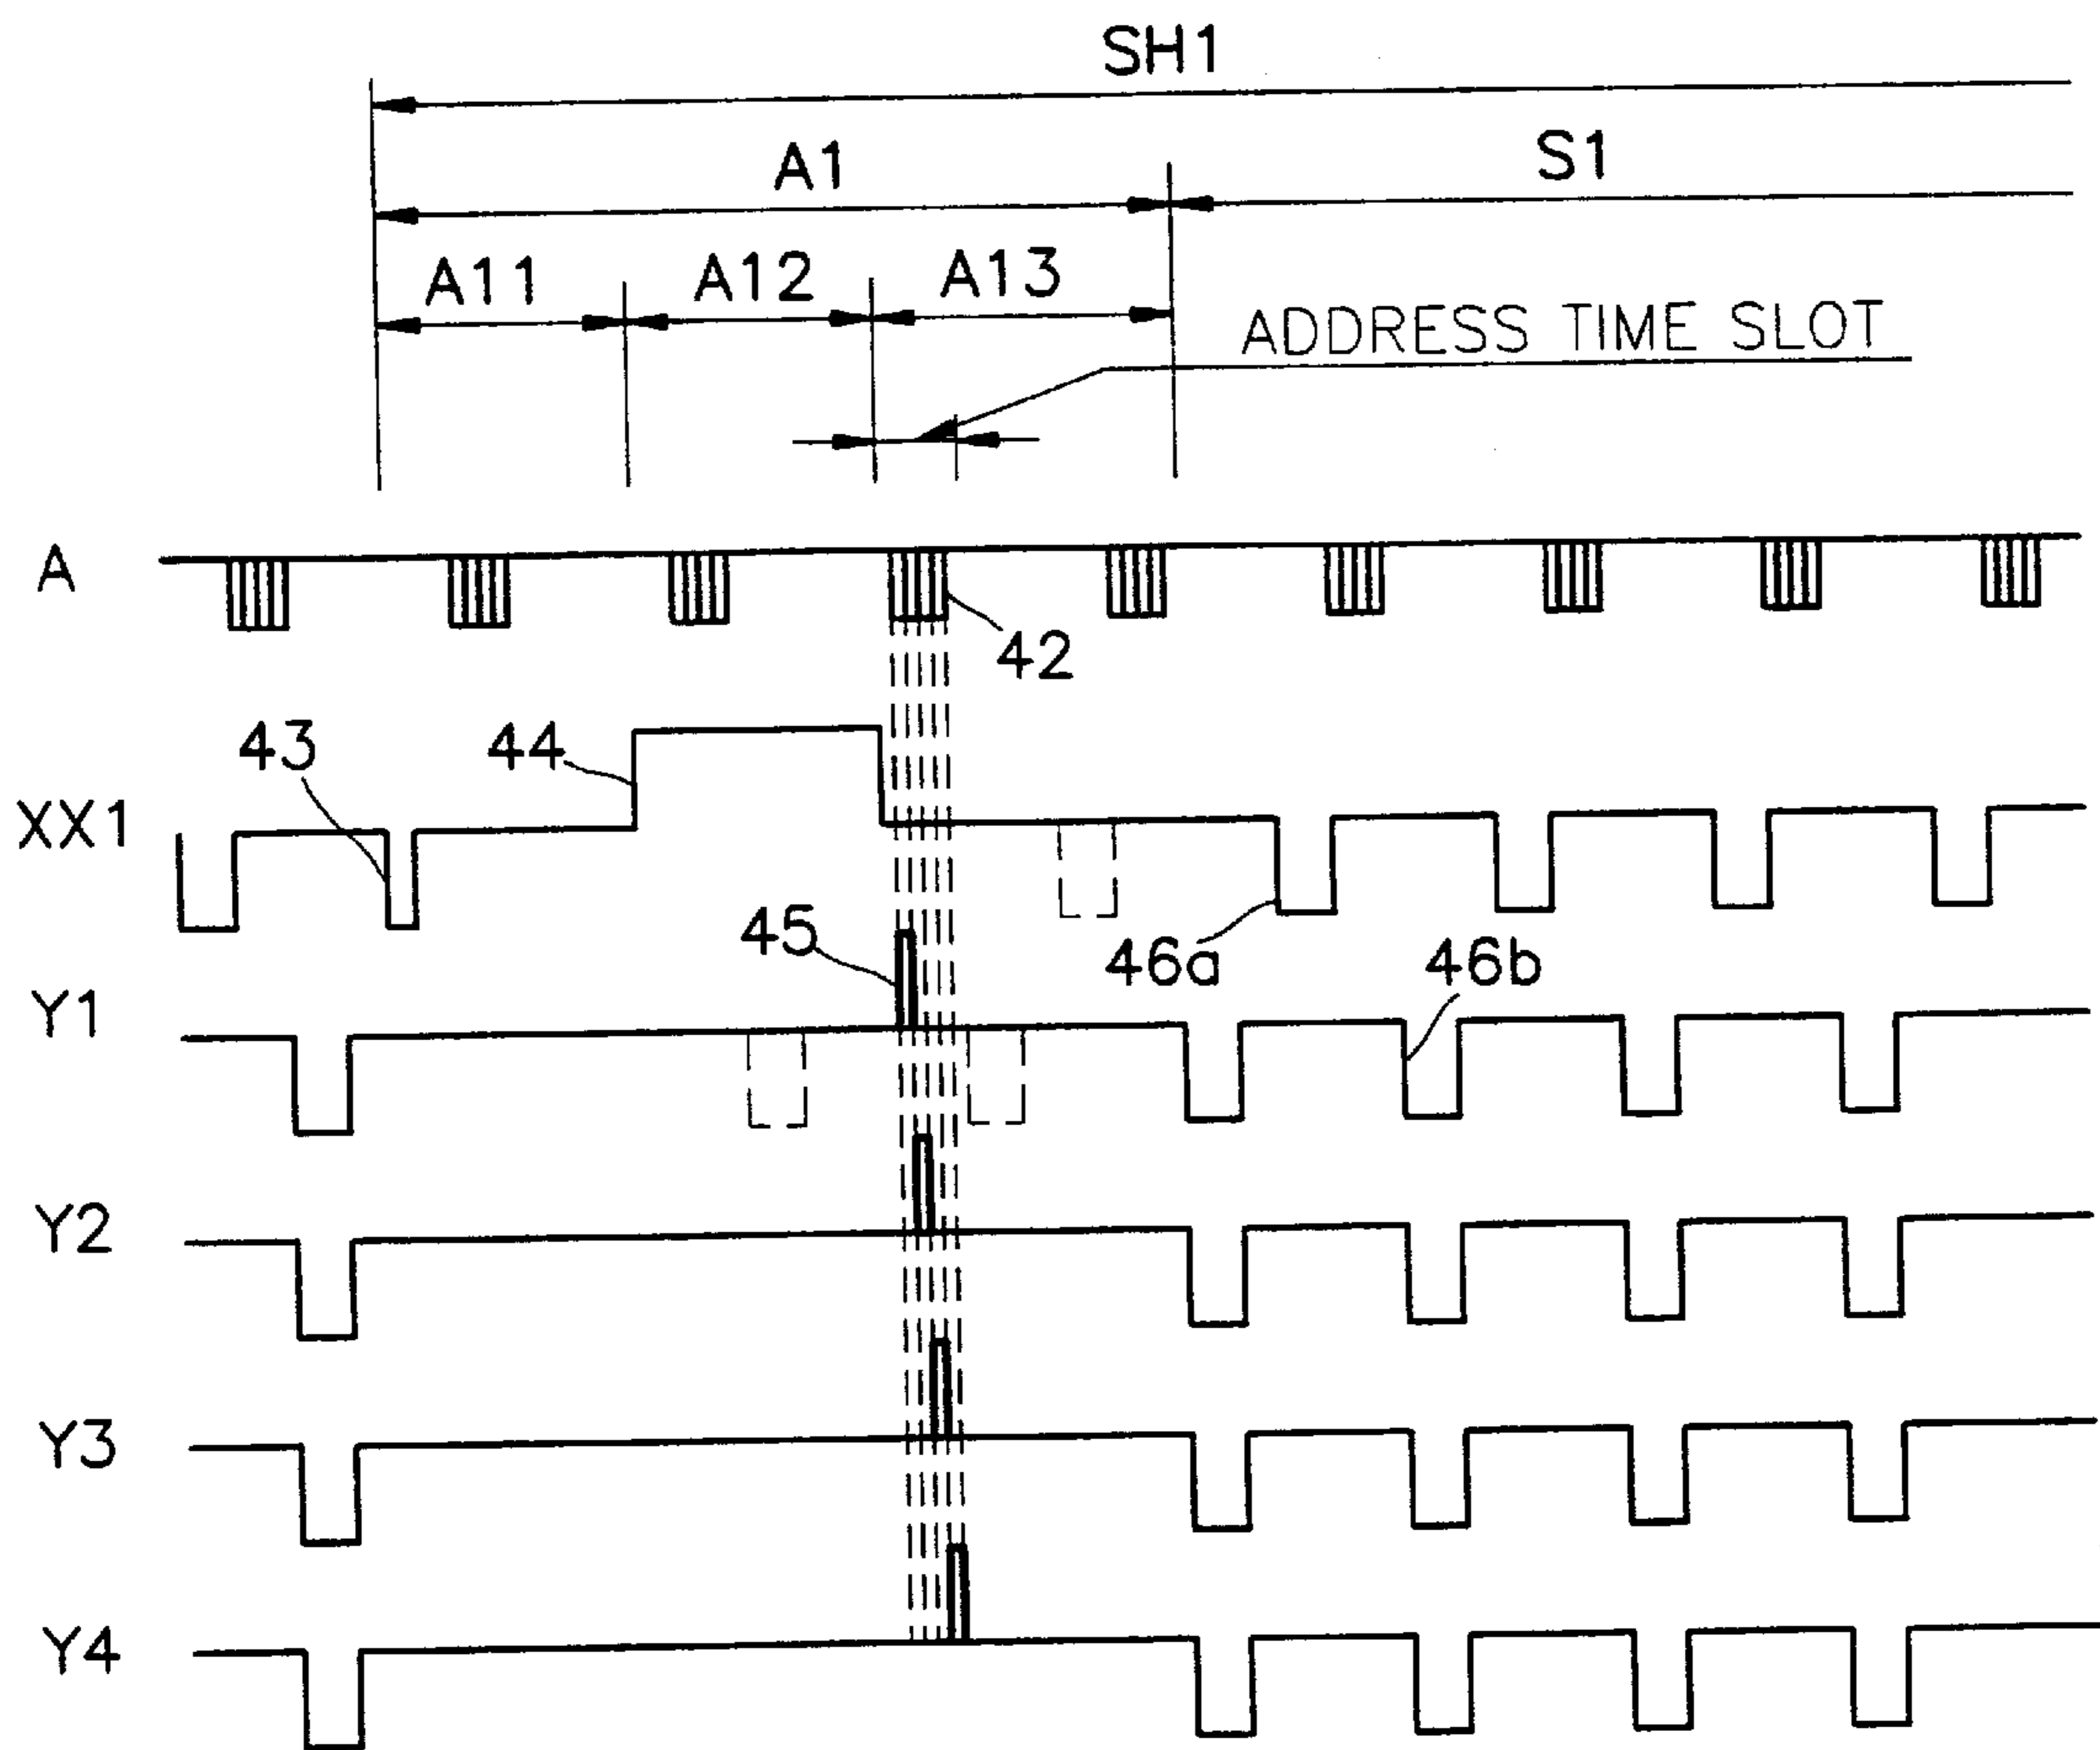 SH1
A1
S1
A11
A12
A13
ADDRESS TIME SLOT
A
42
43
44
XX1
45
46a
46b
Y1
Y2
Y3
Y4